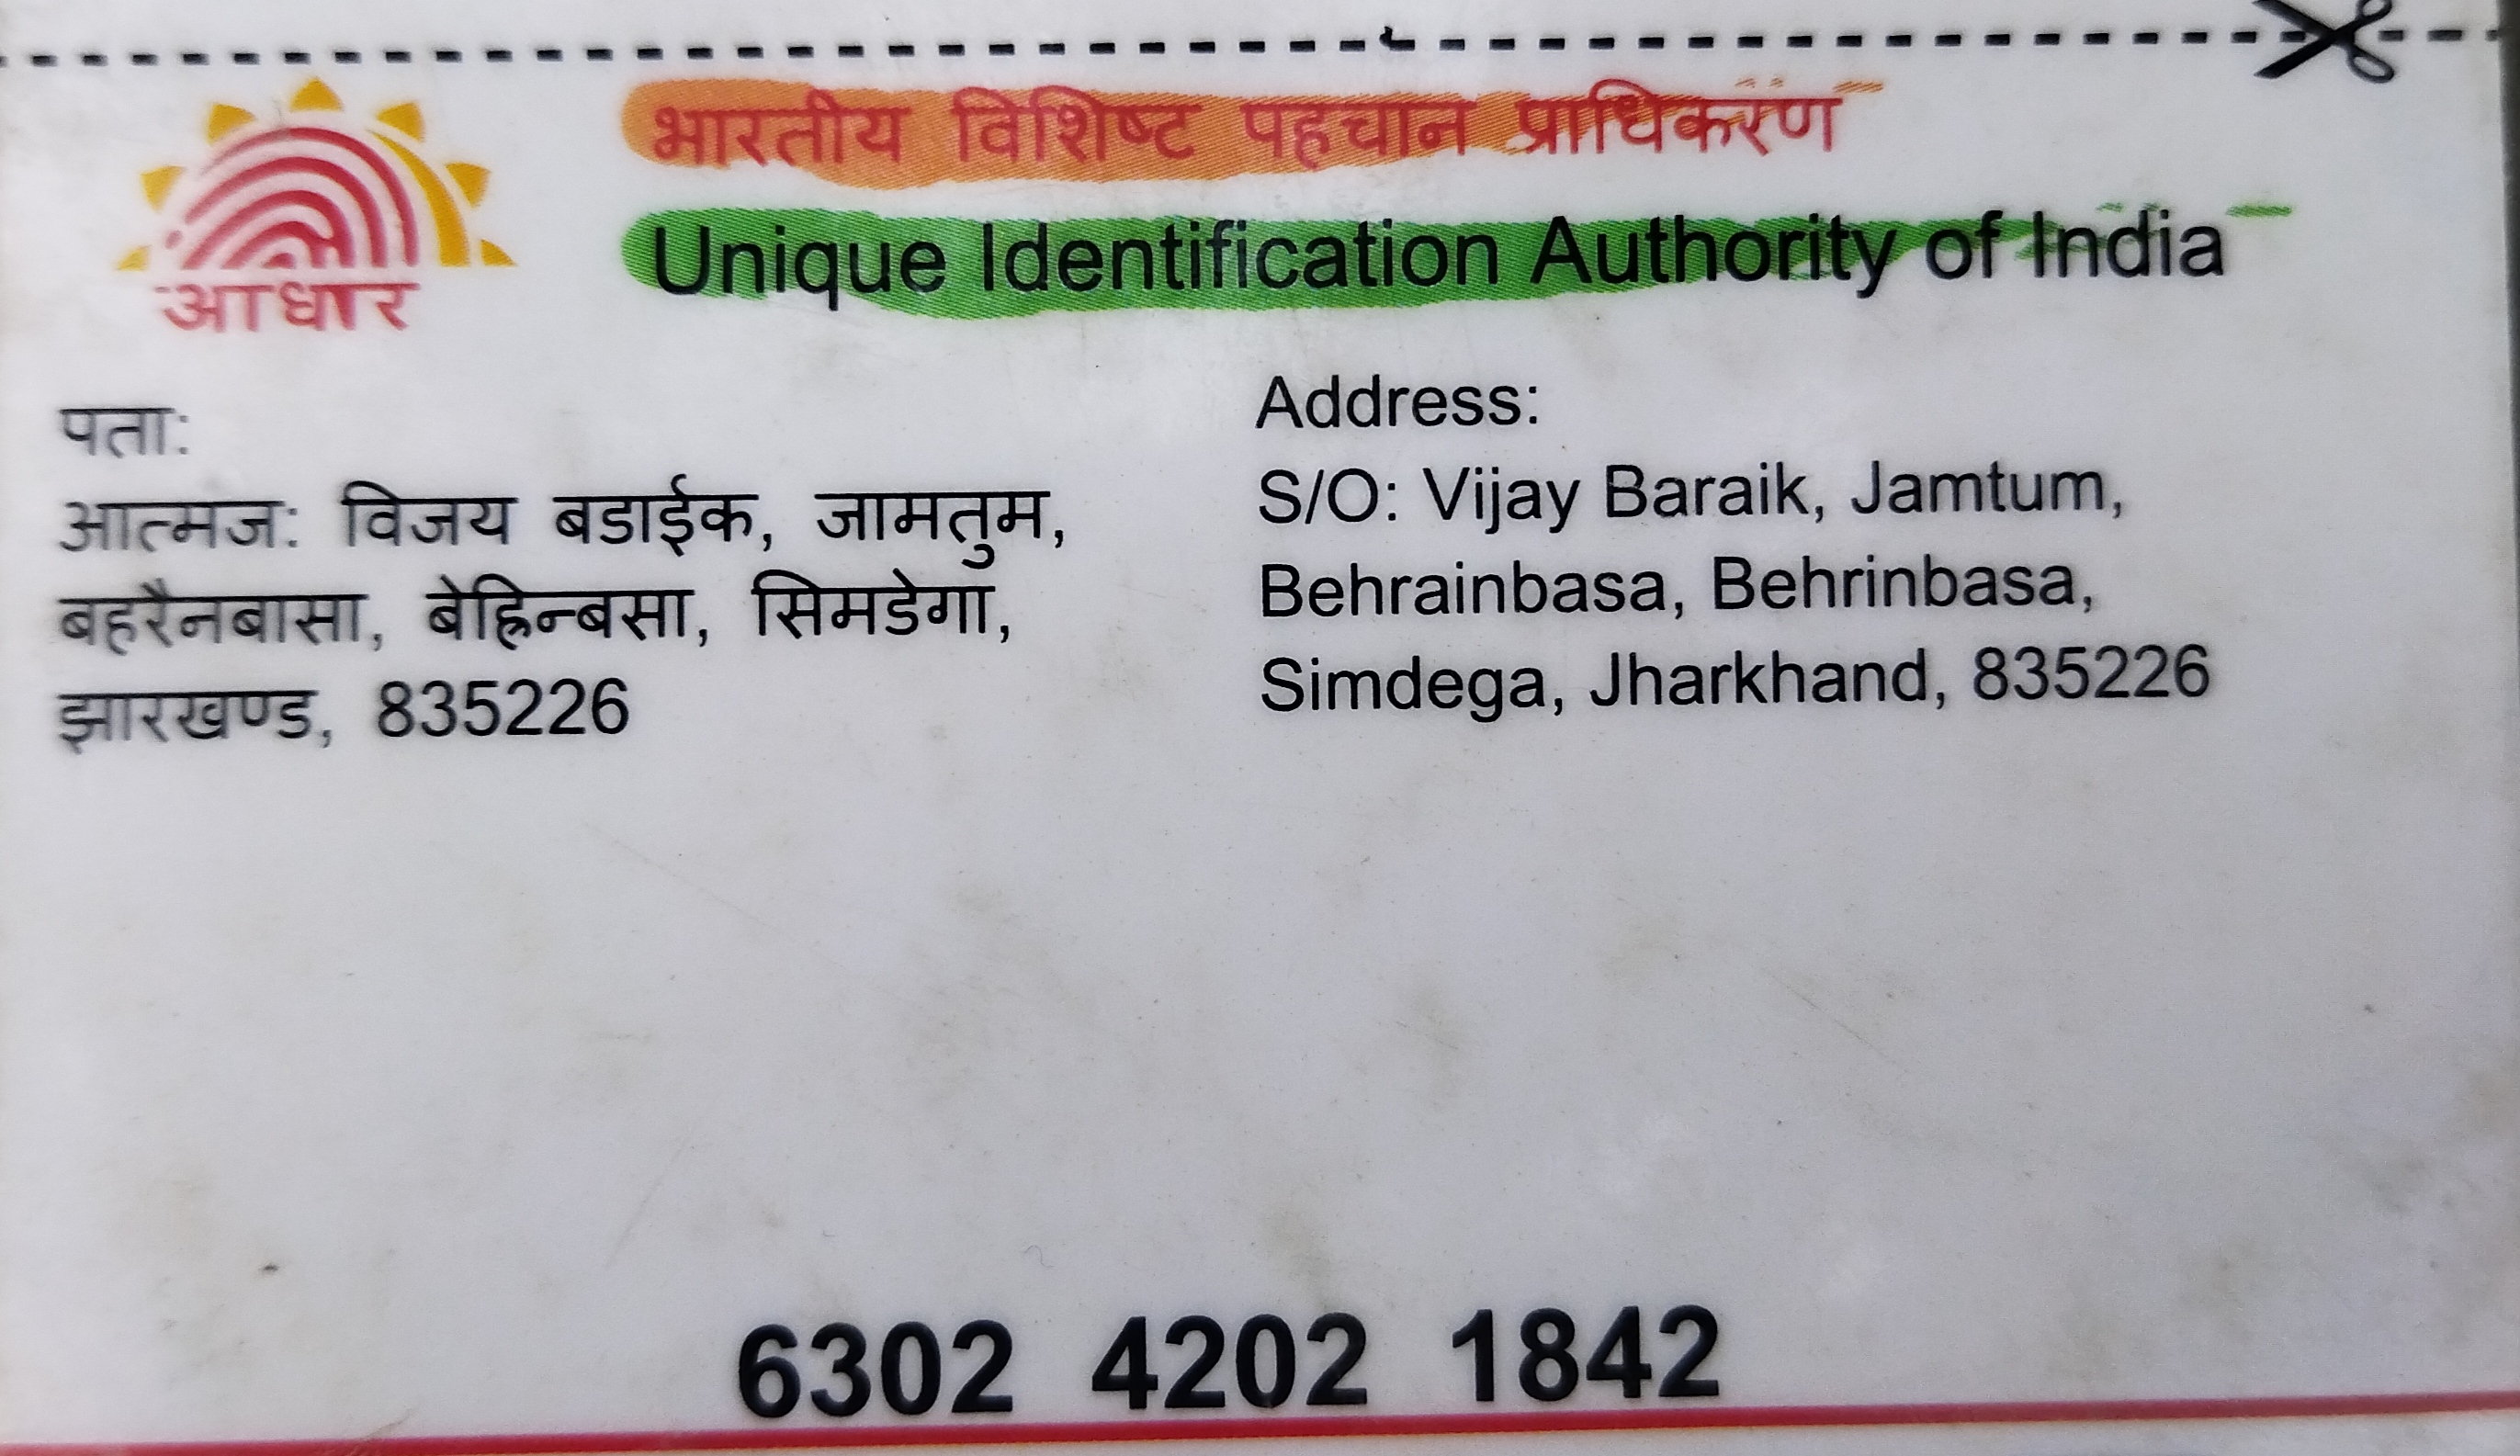 भारतीय विशिष्ट पहचान प्राधिकरण
Unique Identification Authority of India
आधार
पता:
आत्मज: विजय बडाईक, जामतुम,
बहरैनबासा, बेह्रिन्बसा, सिमडेगा,
झारखण्ड, 835226
Address:
S/O: Vijay Baraik, Jamtum,
Behrainbasa, Behrinbasa,
Simdega, Jharkhand, 835226
6302 4202 1842